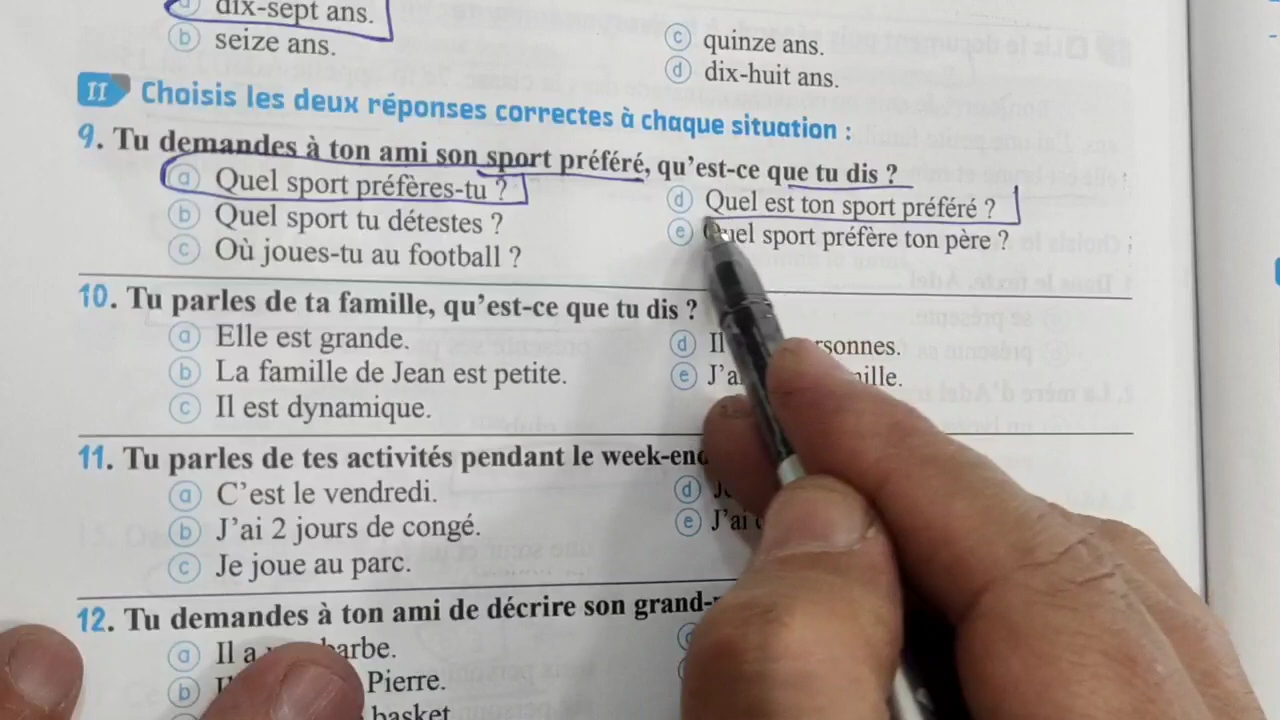 a dix-sept ans.
b seize ans.
c quinze ans.
d dix-huit ans.
II Choisis les deux réponses correctes à chaque situation :
9. Tu demandes à ton ami son sport préféré, qu'est-ce que tu dis ?
a Quel sport préfères-tu ?
b Quel sport tu détestes ?
c Où joues-tu au football ?
d Quel est ton sport préféré ?
e Quel sport préfère ton père ?
10. Tu parles de ta famille, qu'est-ce que tu dis ?
a Elle est grande.
b La famille de Jean est petite.
c Il est dynamique.
d Il
e
11. Tu parles de tes activités pendant le week-end
a C'est le vendredi.
b J'ai 2 jours de congé.
c Je joue au parc.
d
e J'ai
12. Tu demandes à ton ami de décrire son
a Il a barbe.
b Pierre.
basket